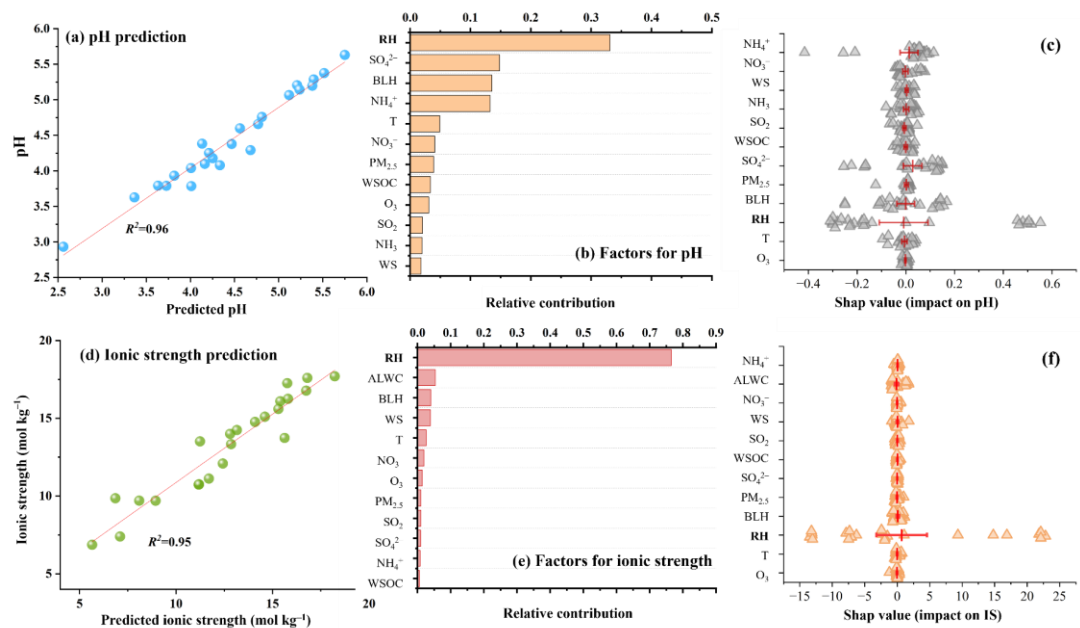 (a) pH prediction
pH
6.0
5.5
5.0
4.5
4.0
3.5
3.0
2.5
R²=0.96
2.5 3.0 3.5 4.0 4.5 5.0 5.5 6.0
Predicted pH
0.0 0.1 0.2 0.3 0.4 0.5
RH
SO₄²⁻
BLH
NH₄⁺
T
NO₃⁻
PM₂.₅
WSOC
O₃
SO₂
NH₃
WS
(b) Factors for pH
Relative contribution
(c)
NH₄⁺
NO₃⁻
WS
NH₃
SO₂
WSOC
SO₄²⁻
PM₂.₅
BLH
RH
T
O₃
−0.4 −0.2 0.0 0.2 0.4 0.6
Shap value (impact on pH)
(d) Ionic strength prediction
Ionic strength (mol kg⁻¹)
20
15
10
5
R²=0.95
5 10 15 20
Predicted ionic strength (mol kg⁻¹)
0.0 0.1 0.2 0.3 0.4 0.5 0.6 0.7 0.8 0.9
RH
ALWC
BLH
WS
T
NO₃
O₃
PM₂.₅
SO₂
SO₄²
NH₄⁺
WSOC
(e) Factors for ionic strength
Relative contribution
(f)
NH₄⁺
ALWC
NO₃⁻
WS
SO₂
WSOC
SO₄²⁻
PM₂.₅
BLH
RH
T
O₃
−15 −10 −5 0 5 10 15 20 25
Shap value (impact on IS)